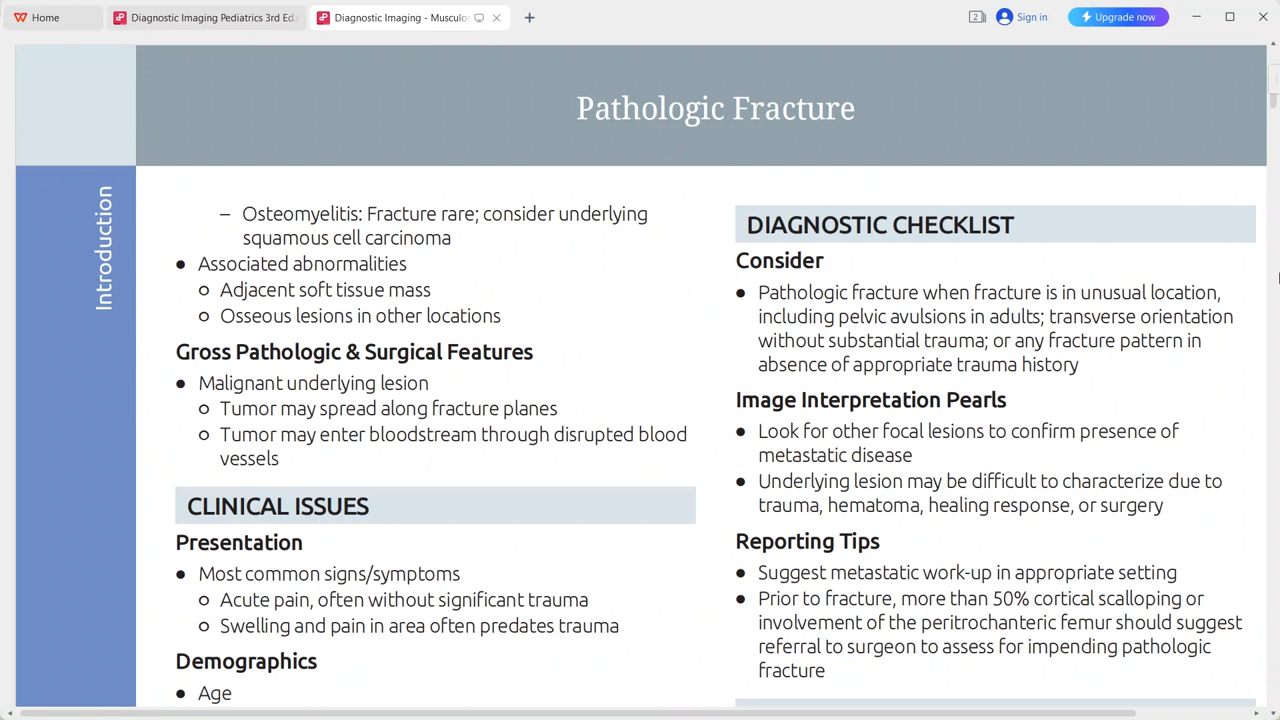 Home
Diagnostic Imaging Pediatrics 3rd Ed.
Diagnostic Imaging - Musculos
2
Sign in
Upgrade now
Pathologic Fracture
Introduction
– Osteomyelitis: Fracture rare; consider underlying
squamous cell carcinoma
● Associated abnormalities
○ Adjacent soft tissue mass
○ Osseous lesions in other locations
Gross Pathologic & Surgical Features
● Malignant underlying lesion
○ Tumor may spread along fracture planes
○ Tumor may enter bloodstream through disrupted blood
vessels
CLINICAL ISSUES
Presentation
● Most common signs/symptoms
○ Acute pain, often without significant trauma
○ Swelling and pain in area often predates trauma
Demographics
● Age
DIAGNOSTIC CHECKLIST
Consider
● Pathologic fracture when fracture is in unusual location,
including pelvic avulsions in adults; transverse orientation
without substantial trauma; or any fracture pattern in
absence of appropriate trauma history
Image Interpretation Pearls
● Look for other focal lesions to confirm presence of
metastatic disease
● Underlying lesion may be difficult to characterize due to
trauma, hematoma, healing response, or surgery
Reporting Tips
● Suggest metastatic work-up in appropriate setting
● Prior to fracture, more than 50% cortical scalloping or
involvement of the peritrochanteric femur should suggest
referral to surgeon to assess for impending pathologic
fracture